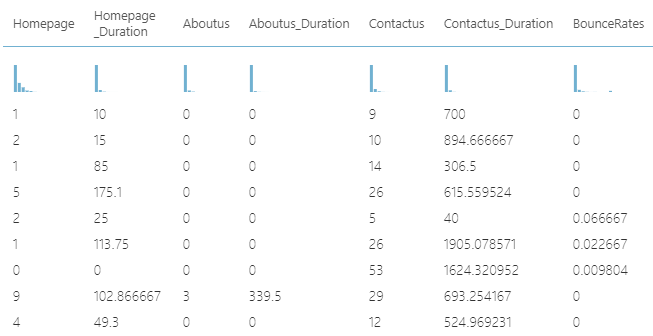 Homepage Homepage_Duration Aboutus Aboutus_Duration Contactus Contactus_Duration BounceRates
1 10 0 0 9 700 0
2 15 0 0 10 894.666667 0
1 85 0 0 14 306.5 0
5 175.1 0 0 26 615.559524 0
2 25 0 0 5 40 0.066667
1 113.75 0 0 26 1905.078571 0.022667
0 0 0 0 53 1624.320952 0.009804
9 102.866667 3 339.5 29 693.254167 0
4 49.3 0 0 12 524.969231 0